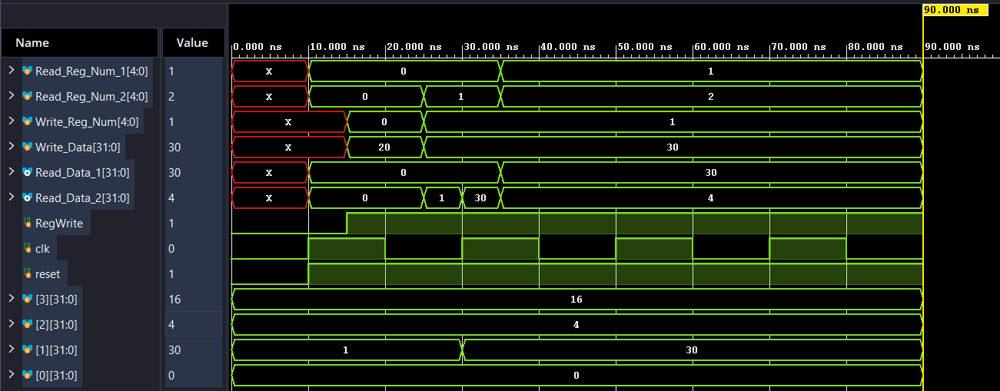 90.000 ns
Name Value
0.000 ns 10.000 ns 20.000 ns 30.000 ns 40.000 ns 50.000 ns 60.000 ns 70.000 ns 80.000 ns 90.000 ns
Read_Reg_Num_1[4:0] 1 X 0 1
Read_Reg_Num_2[4:0] 2 X 0 1 2
Write_Reg_Num[4:0] 1 X 0 1
Write_Data[31:0] 30 X 20 30
Read_Data_1[31:0] 30 X 0 30
Read_Data_2[31:0] 4 X 0 1 30 4
RegWrite 1
clk 0
reset 1
[3][31:0] 16 16
[2][31:0] 4 4
[1][31:0] 30 1 30
[0][31:0] 0 0